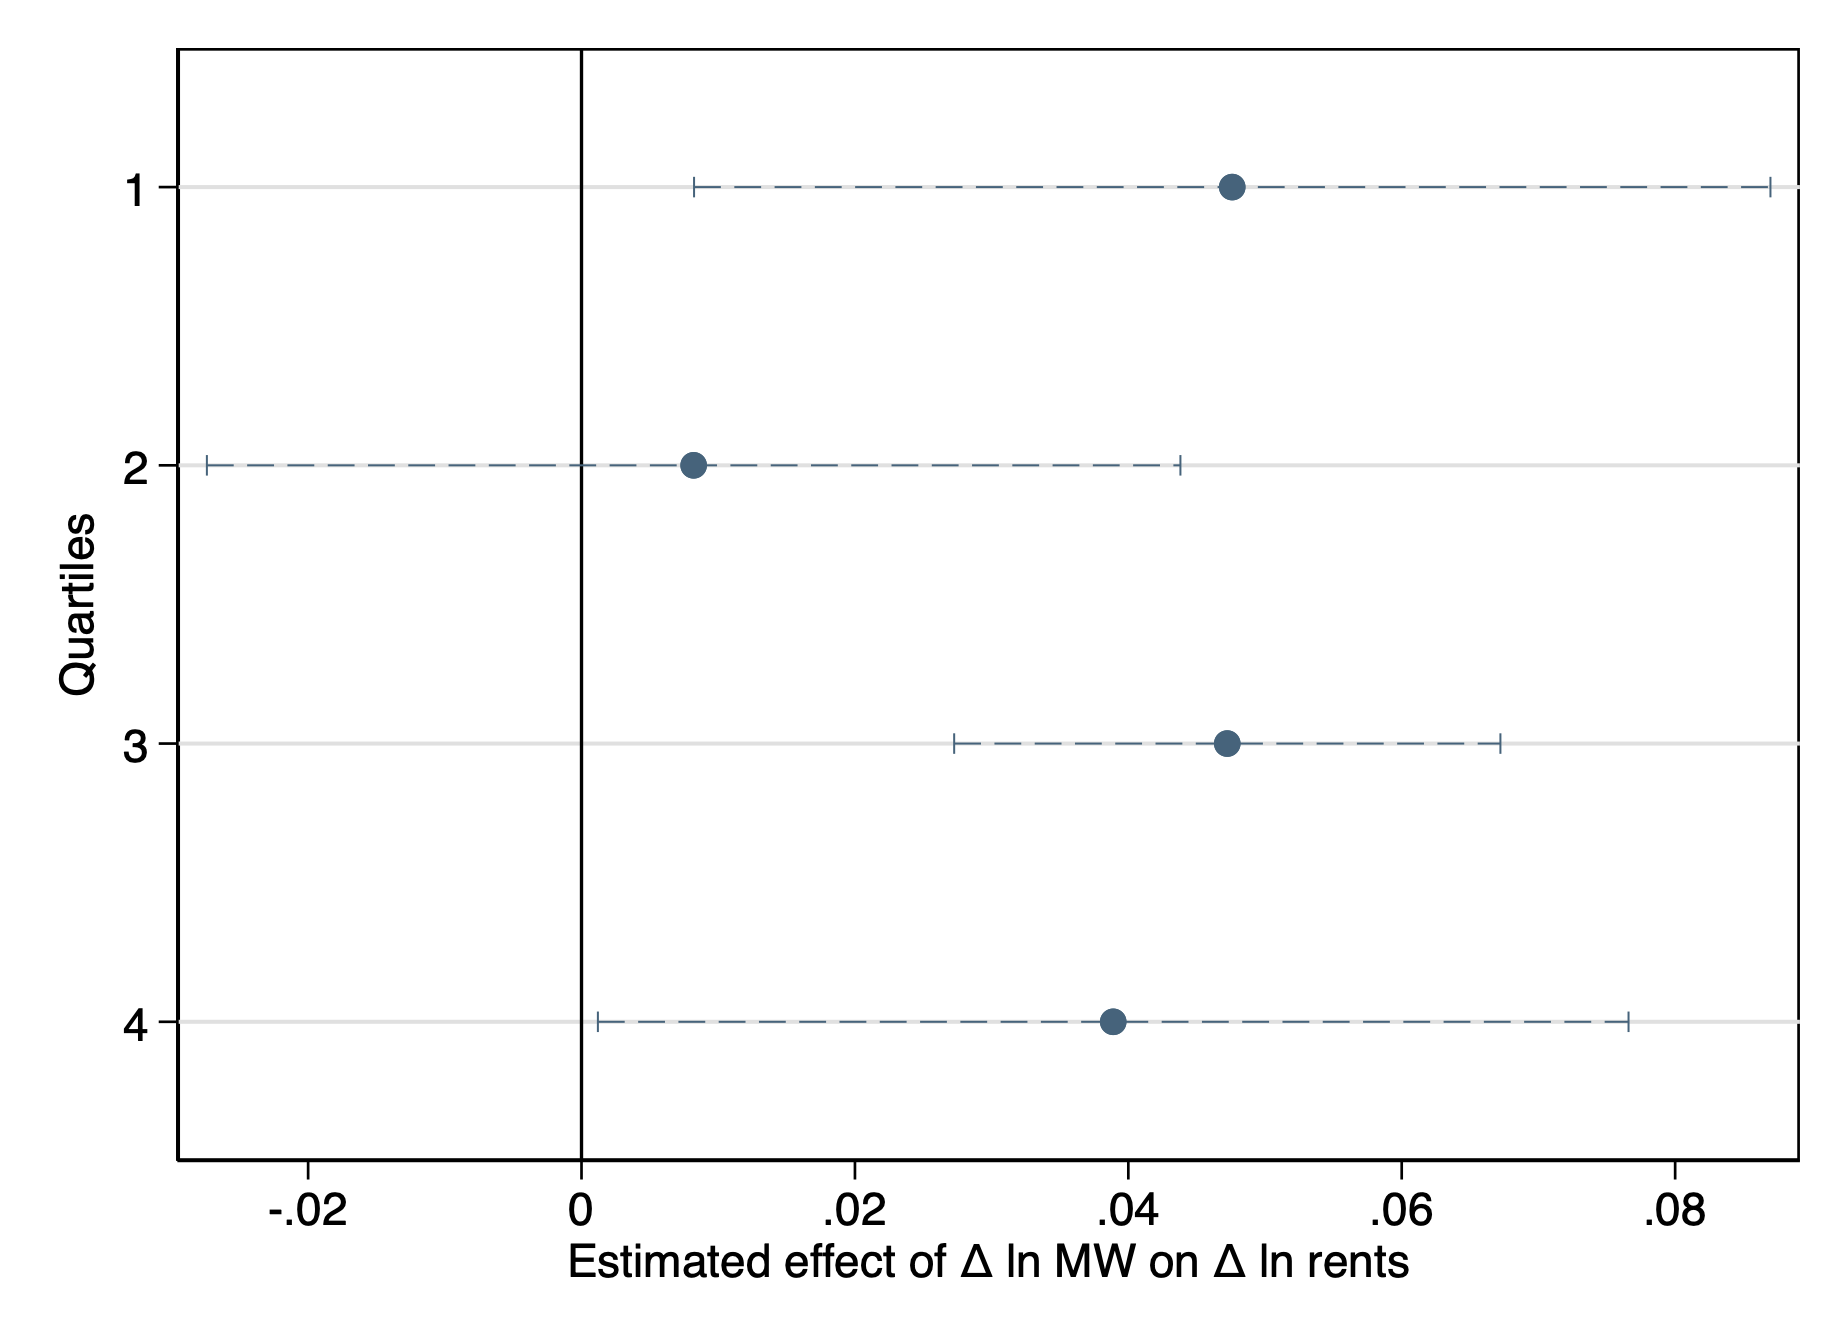 Quartiles
1
2
3
4
-.02 0 .02 .04 .06 .08
Estimated effect of Δ ln MW on Δ ln rents